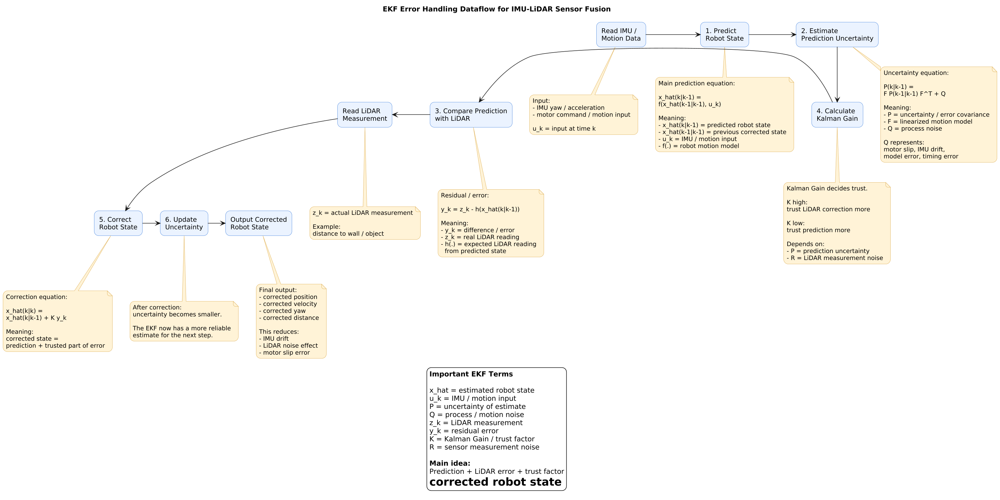 EKF Error Handling Dataflow for IMU-LiDAR Sensor Fusion
Read IMU /
Motion Data
1. Predict
Robot State
2. Estimate
Prediction Uncertainty
Uncertainty equation:
P(k|k-1) =
F P(k-1|k-1) F^T + Q
Meaning:
- P = uncertainty / error covariance
- F = linearized motion model
- Q = process noise
Q represents:
motor slip, IMU drift,
model error, timing error
Main prediction equation:
x_hat(k|k-1) =
f(x_hat(k-1|k-1), u_k)
Meaning:
- x_hat(k|k-1) = predicted robot state
- x_hat(k-1|k-1) = previous corrected state
- u_k = IMU / motion input
- f(.) = robot motion model
Input:
- IMU yaw / acceleration
- motor command / motion input
u_k = input at time k
Read LiDAR
Measurement
3. Compare Prediction
with LiDAR
4. Calculate
Kalman Gain
Kalman Gain decides trust.
K high:
trust LiDAR correction more
K low:
trust prediction more
Depends on:
- P = prediction uncertainty
- R = LiDAR measurement noise
Residual / error:
y_k = z_k - h(x_hat(k|k-1))
Meaning:
- y_k = difference / error
- z_k = real LiDAR reading
- h(.) = expected LiDAR reading
from predicted state
z_k = actual LiDAR measurement
Example:
distance to wall / object
5. Correct
Robot State
6. Update
Uncertainty
Output Corrected
Robot State
Correction equation:
x_hat(k|k) =
x_hat(k|k-1) + K y_k
Meaning:
corrected state =
prediction + trusted part of error
After correction:
uncertainty becomes smaller.
The EKF now has a more reliable
estimate for the next step.
Final output:
- corrected position
- corrected velocity
- corrected yaw
- corrected distance
This reduces:
- IMU drift
- LiDAR noise effect
- motor slip error
Important EKF Terms
x_hat = estimated robot state
u_k = IMU / motion input
P = uncertainty of estimate
Q = process / motion noise
z_k = LiDAR measurement
y_k = residual error
K = Kalman Gain / trust factor
R = sensor measurement noise
Main idea:
Prediction + LiDAR error + trust factor
corrected robot state